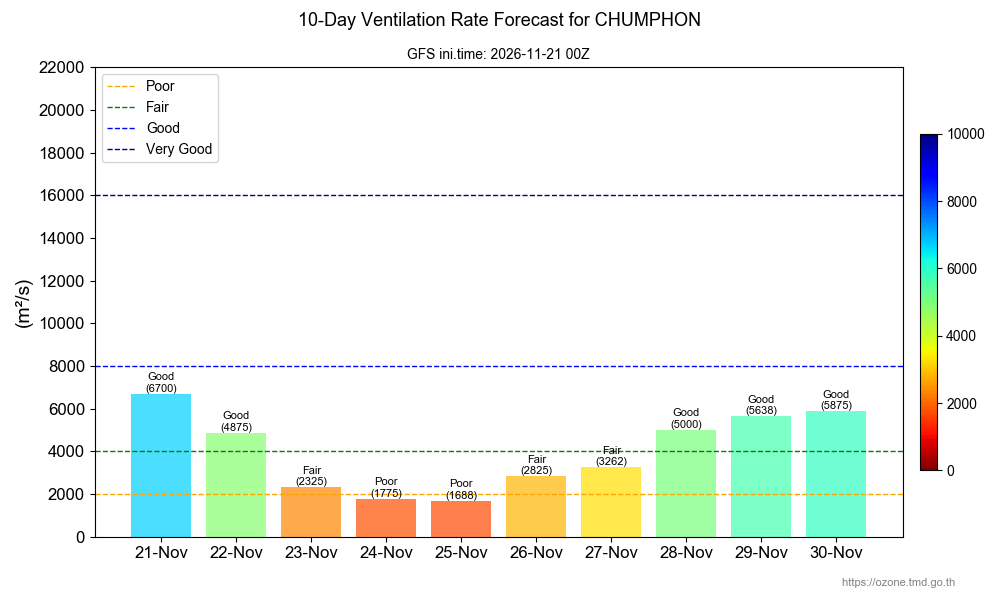 10-Day Ventilation Rate Forecast for CHUMPHON
GFS ini.time: 2026-11-21 00Z
22000
20000
18000
16000
14000
12000
10000
8000
6000
4000
2000
0
(m²/s)
Poor
Fair
Good
Very Good
Good
(6700)
Good
(4875)
Fair
(2325)
Poor
(1775)
Poor
(1688)
Fair
(2825)
Fair
(3262)
Good
(5000)
Good
(5638)
Good
(5875)
21-Nov
22-Nov
23-Nov
24-Nov
25-Nov
26-Nov
27-Nov
28-Nov
29-Nov
30-Nov
10000
8000
6000
4000
2000
0
https://ozone.tmd.go.th